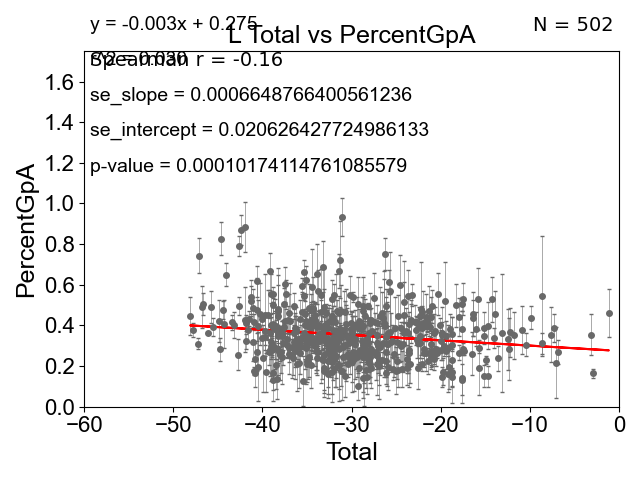 y = -0.003x + 0.275
N = 502
L Total vs PercentGpA
Spearman r = -0.16
se_slope = 0.0006648766400561236
se_intercept = 0.020626427724986133
p-value = 0.00010174114761085579
PercentGpA
1.6
1.4
1.2
1.0
0.8
0.6
0.4
0.2
0.0
−60 −50 −40 −30 −20 −10 0
Total